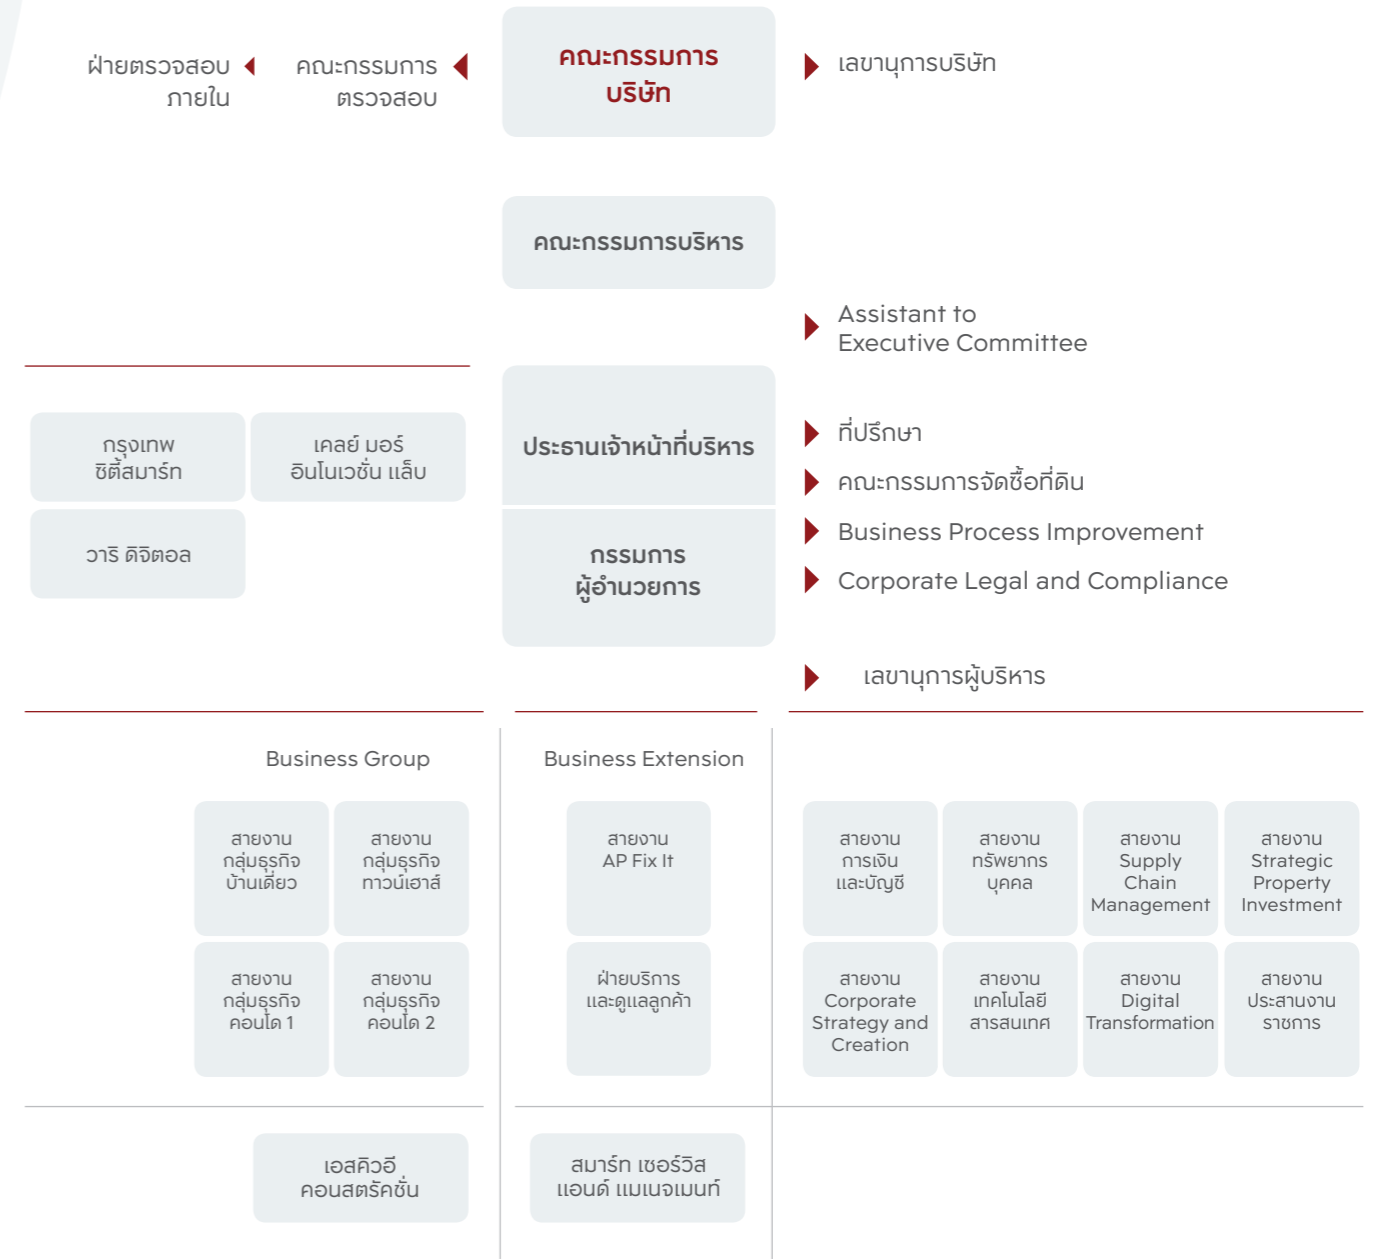 ฝ่ายตรวจสอบ
ภายใน
คณะกรรมการ
ตรวจสอบ
คณะกรรมการ
บริษัท
เลขานุการบริษัท
คณะกรรมการบริหาร
Assistant to
Executive Committee
กรุงเทพ
ซิตี้สมาร์ท
เคลย์ มอร์
อินโนเวชั่น แล็บ
วาริ ดิจิตอล
ประธานเจ้าหน้าที่บริหาร
กรรมการ
ผู้อำนวยการ
ที่ปรึกษา
คณะกรรมการจัดซื้อที่ดิน
Business Process Improvement
Corporate Legal and Compliance
เลขานุการผู้บริหาร
Business Group
สายงาน
กลุ่มธุรกิจ
บ้านเดี่ยว
สายงาน
กลุ่มธุรกิจ
ทาวน์เฮาส์
สายงาน
กลุ่มธุรกิจ
คอนโด 1
สายงาน
กลุ่มธุรกิจ
คอนโด 2
Business Extension
สายงาน
AP Fix It
ฝ่ายบริการ
และดูแลลูกค้า
สายงาน
การเงิน
และบัญชี
สายงาน
ทรัพยากร
บุคคล
สายงาน
Supply
Chain
Management
สายงาน
Strategic
Property
Investment
สายงาน
Corporate
Strategy and
Creation
สายงาน
เทคโนโลยี
สารสนเทศ
สายงาน
Digital
Transformation
สายงาน
ประสานงาน
ราชการ
เอสคิวอี
คอนสตรัคชั่น
สมาร์ท เซอร์วิส
แอนด์ แมเนจเมนท์